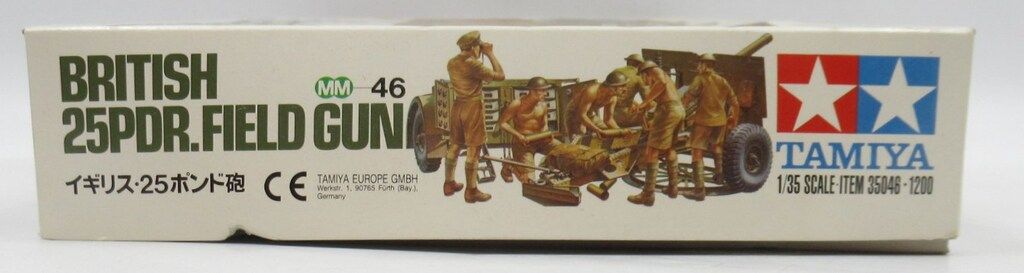 BRITISH
25PDR.FIELD GUN
MM-46
イギリス・25ポンド砲
CE
TAMIYA EUROPE GMBH
Werkstr. 1, 90765 Fürth (Bay.),
Germany
TAMIYA
1/35 SCALE·ITEM 35046·1200